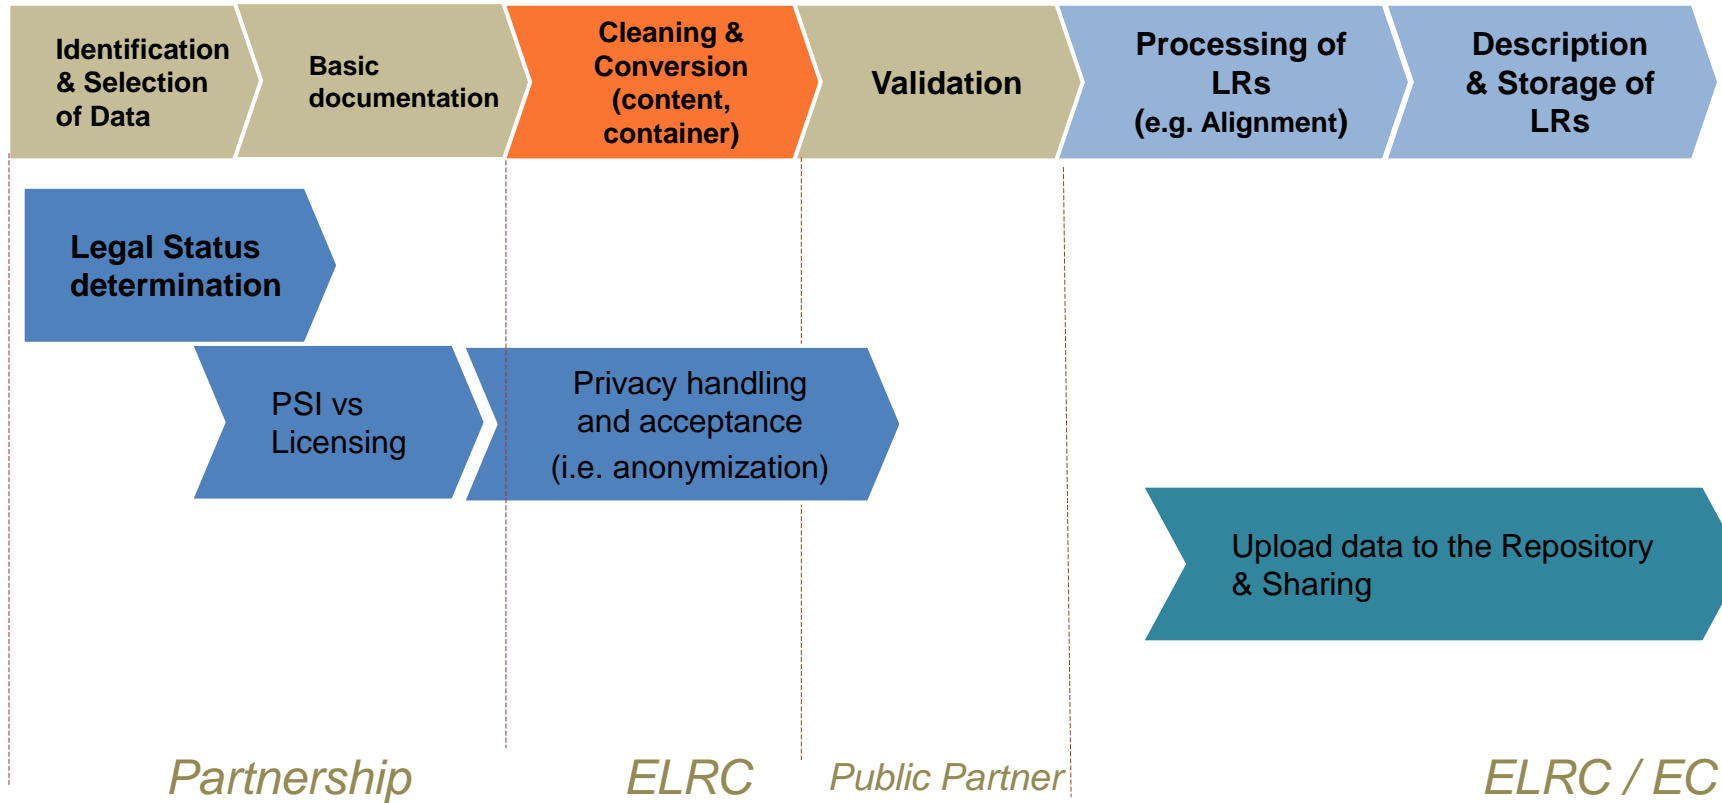 Identification
& Selection
of Data
Basic
documentation
Cleaning &
Conversion
(content,
container)
Validation
Processing of
LRs
(e.g. Alignment)
Description
& Storage of
LRs
Legal Status
determination
PSI vs
Licensing
Privacy handling
and acceptance
(i.e. anonymization)
Upload data to the Repository
& Sharing
Partnership
ELRC
Public Partner
ELRC / EC